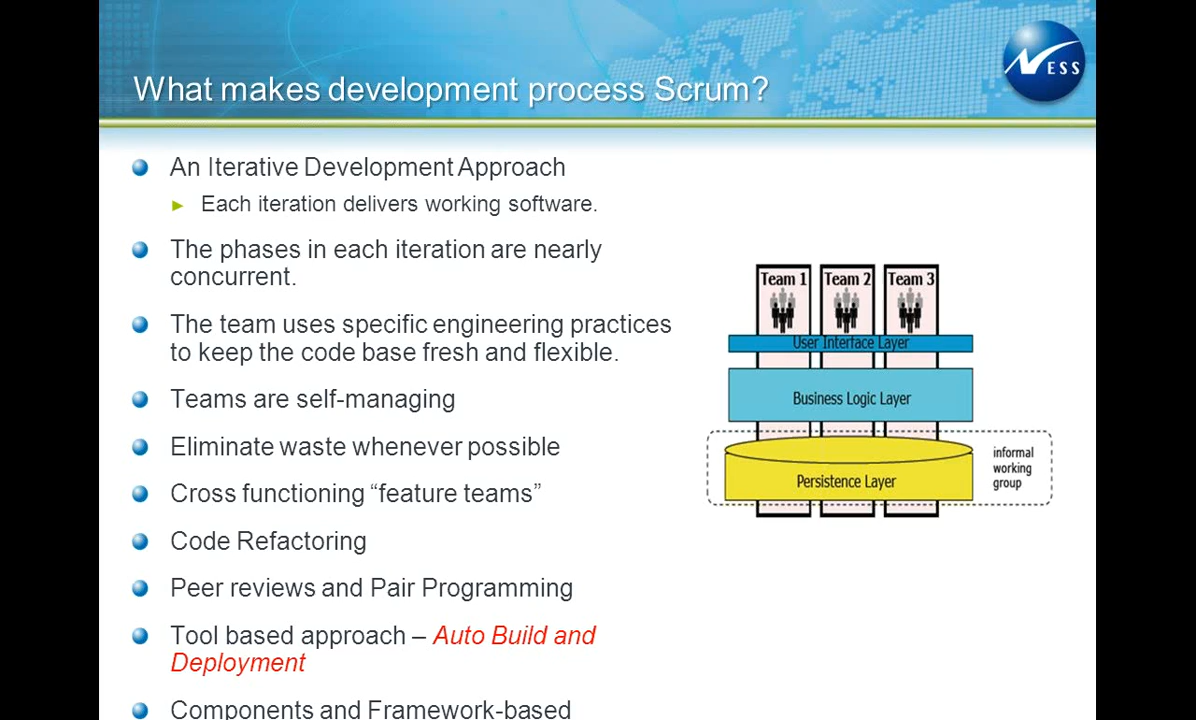 What makes development process Scrum?
NESS
An Iterative Development Approach
Each iteration delivers working software.
The phases in each iteration are nearly
concurrent.
The team uses specific engineering practices
to keep the code base fresh and flexible.
Teams are self-managing
Eliminate waste whenever possible
Cross functioning “feature teams”
Code Refactoring
Peer reviews and Pair Programming
Tool based approach – Auto Build and
Deployment
Components and Framework-based
Team 1 Team 2 Team 3
User Interface Layer
Business Logic Layer
Persistence Layer
informal
working
group